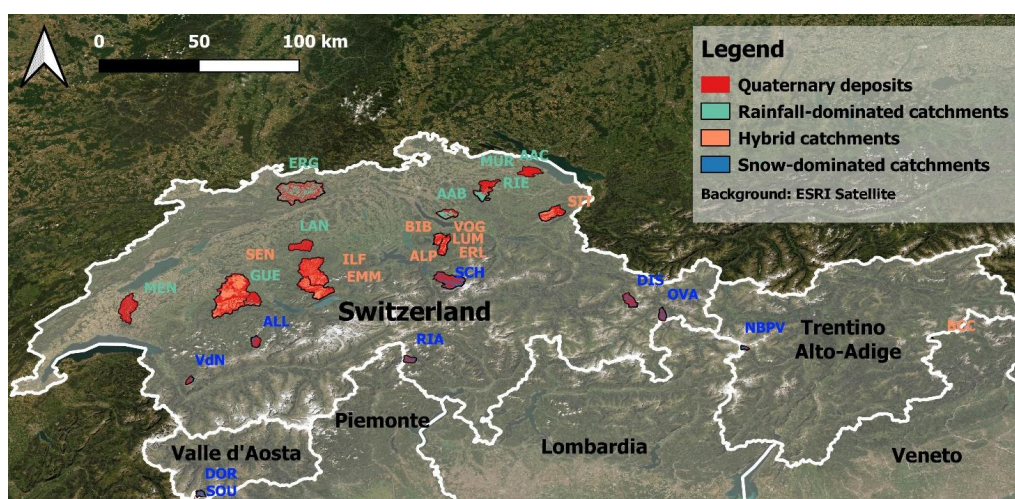 0 50 100 km
Legend
Quaternary deposits
Rainfall-dominated catchments
Hybrid catchments
Snow-dominated catchments
Background: ESRI Satellite
ERG
MUR AAC
RIE
AAB
SIT
LAN
BIB VOG
LUM
ALP ERL
SEN
ILF
GUE
EMM
SCH
MEN
DIS
OVA
ALL
Switzerland
NBPV
Trentino
Alto-Adige
BCC
VdN
RIA
Piemonte
Valle d'Aosta
Lombardia
Veneto
DOR
SOU